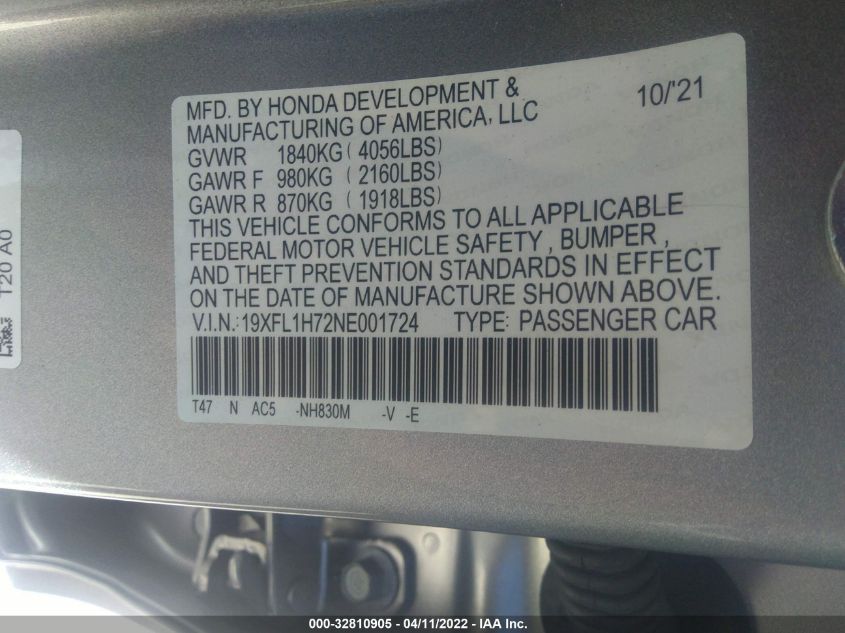 MFD. BY HONDA DEVELOPMENT & 10/'21
MANUFACTURING OF AMERICA, LLC
GVWR 1840KG ( 4056LBS)
GAWR F 980KG ( 2160LBS)
GAWR R 870KG ( 1918LBS)
THIS VEHICLE CONFORMS TO ALL APPLICABLE
FEDERAL MOTOR VEHICLE SAFETY , BUMPER ,
AND THEFT PREVENTION STANDARDS IN EFFECT
ON THE DATE OF MANUFACTURE SHOWN ABOVE.
V.I.N.:19XFL1H72NE001724 TYPE: PASSENGER CAR
T47 N AC5 -NH830M -V -E
T20 A0
000-32810905 - 04/11/2022 - IAA Inc.